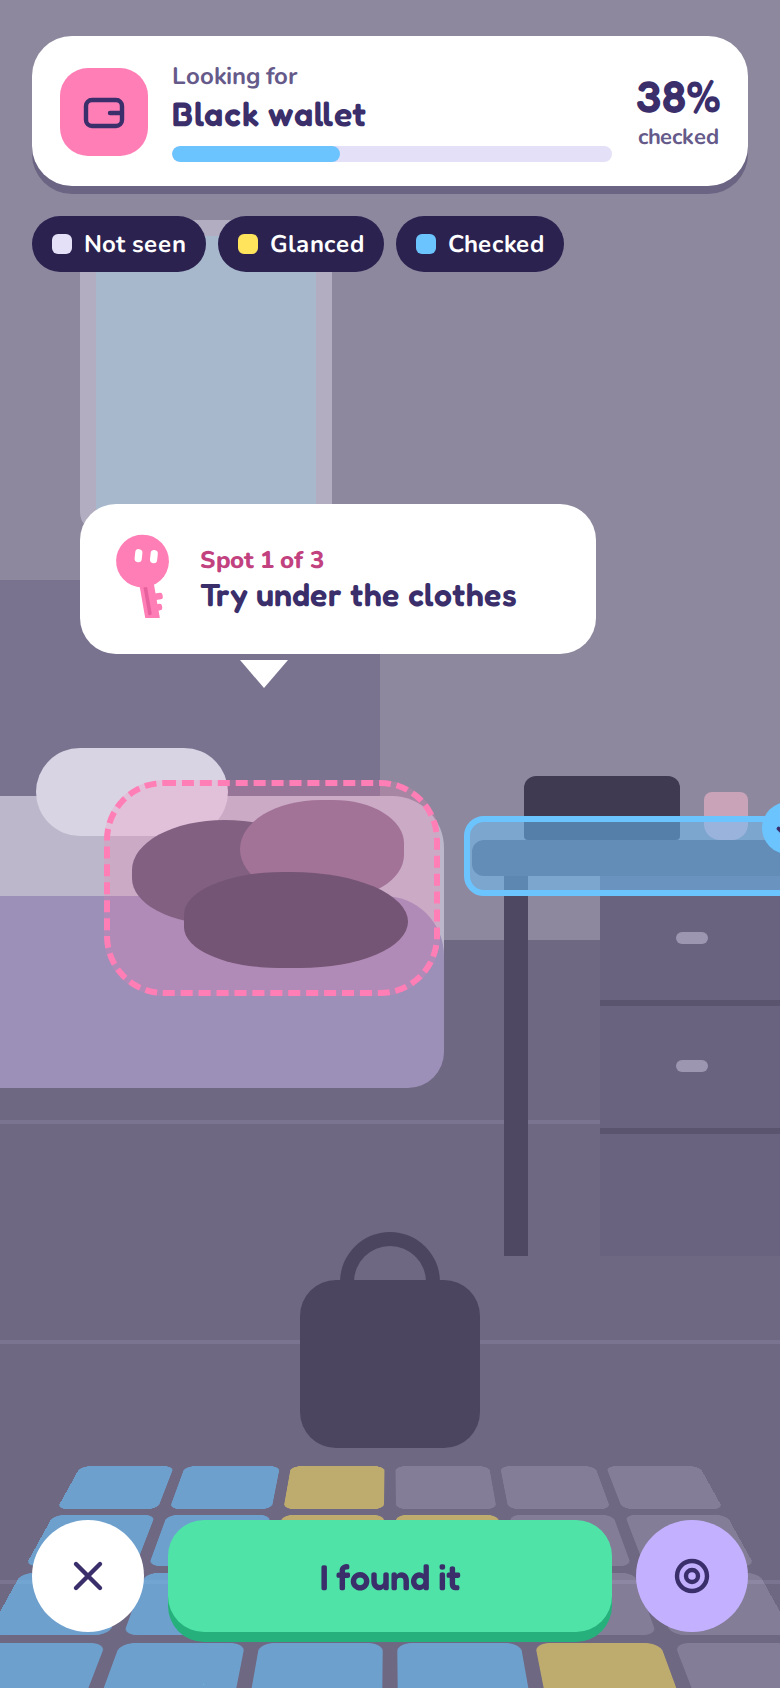 Looking for
Black wallet
38%
checked
Not seen
Glanced
Checked
Spot 1 of 3
Try under the clothes
I found it